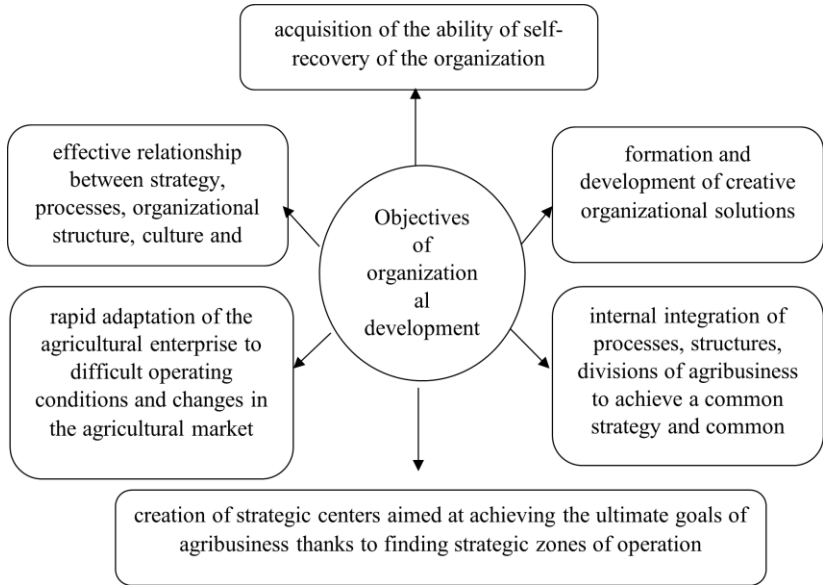 acquisition of the ability of self-
recovery of the organization
effective relationship
between strategy,
processes, organizational
structure, culture and
formation and
development of creative
organizational solutions
Objectives
of
organization
al
development
rapid adaptation of the
agricultural enterprise to
difficult operating
conditions and changes in
the agricultural market
internal integration of
processes, structures,
divisions of agribusiness
to achieve a common
strategy and common
creation of strategic centers aimed at achieving the ultimate goals of
agribusiness thanks to finding strategic zones of operation